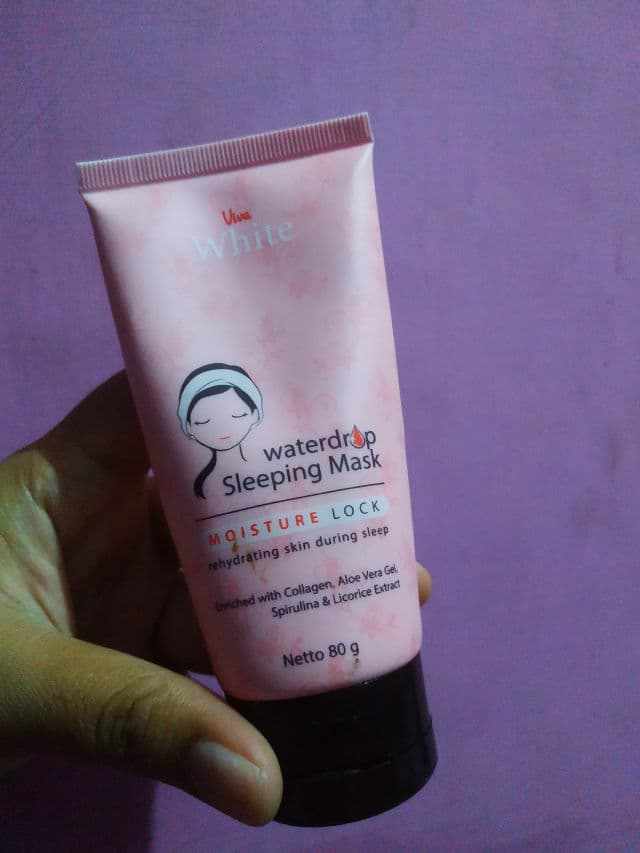 Viva
White
waterdrop
Sleeping Mask
MOISTURE LOCK
rehydrating skin during sleep
Enriched with Collagen, Aloe Vera Gel,
Spirulina & Licorice Extract
Netto 80 g